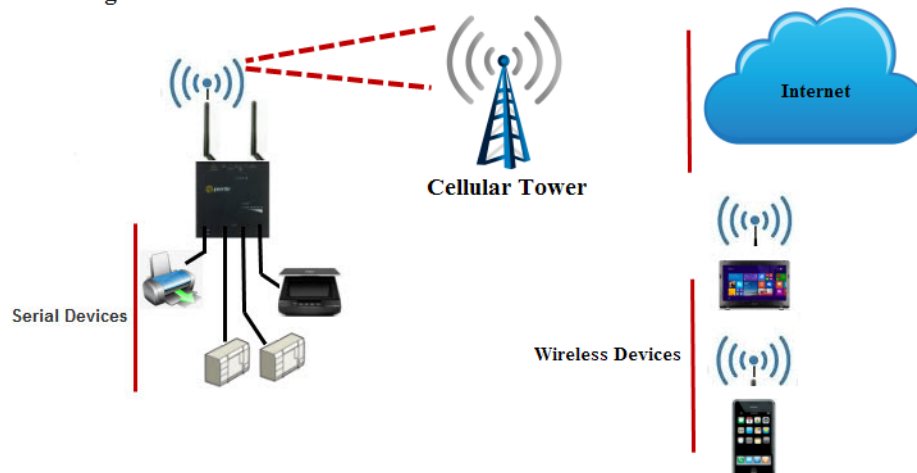 Internet
Cellular Tower
Serial Devices
Wireless Devices